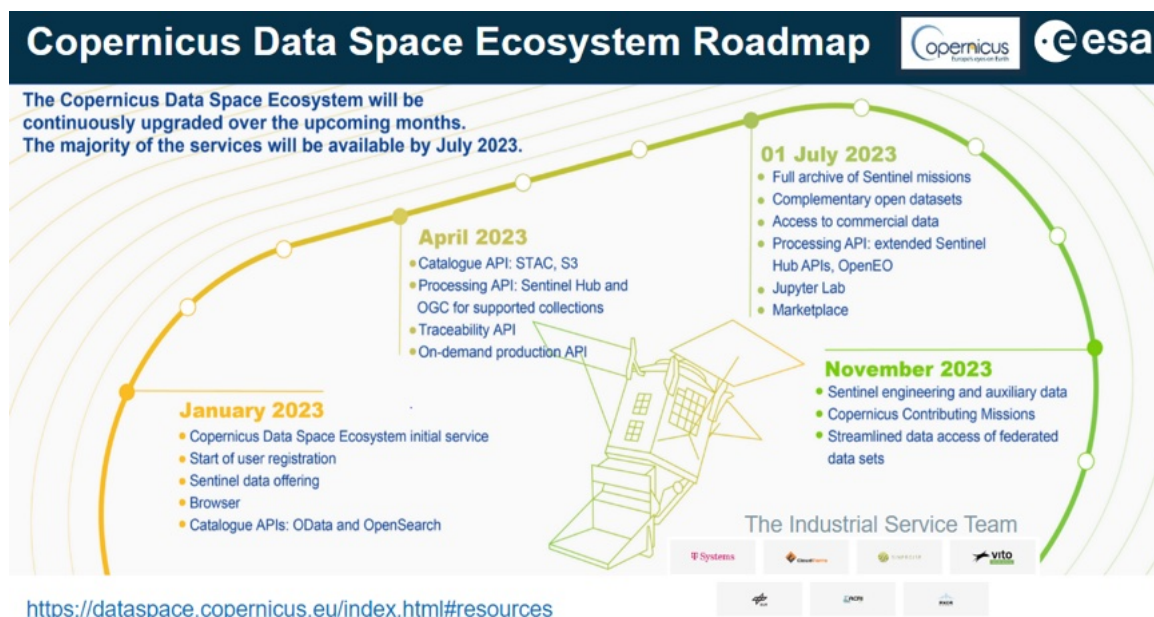 Copernicus Data Space Ecosystem Roadmap
opernicus
Europe's eyes on Earth
esa
The Copernicus Data Space Ecosystem will be
continuously upgraded over the upcoming months.
The majority of the services will be available by July 2023.
January 2023
Copernicus Data Space Ecosystem initial service
Start of user registration
Sentinel data offering
Browser
Catalogue APIs: OData and OpenSearch
April 2023
Catalogue API: STAC, S3
Processing API: Sentinel Hub and
OGC for supported collections
Traceability API
On-demand production API
01 July 2023
Full archive of Sentinel missions
Complementary open datasets
Access to commercial data
Processing API: extended Sentinel
Hub APIs, OpenEO
Jupyter Lab
Marketplace
November 2023
Sentinel engineering and auxiliary data
Copernicus Contributing Missions
Streamlined data access of federated
data sets
The Industrial Service Team
T Systems
vito
https://dataspace.copernicus.eu/index.html#resources